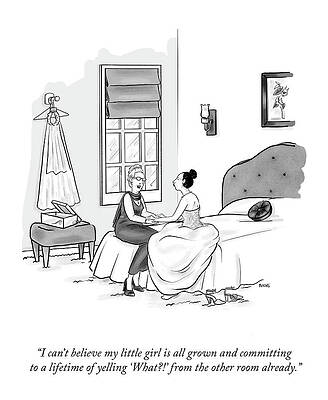 “I can’t believe my little girl is all grown and committing
to a lifetime of yelling ‘What?!’ from the other room already.”